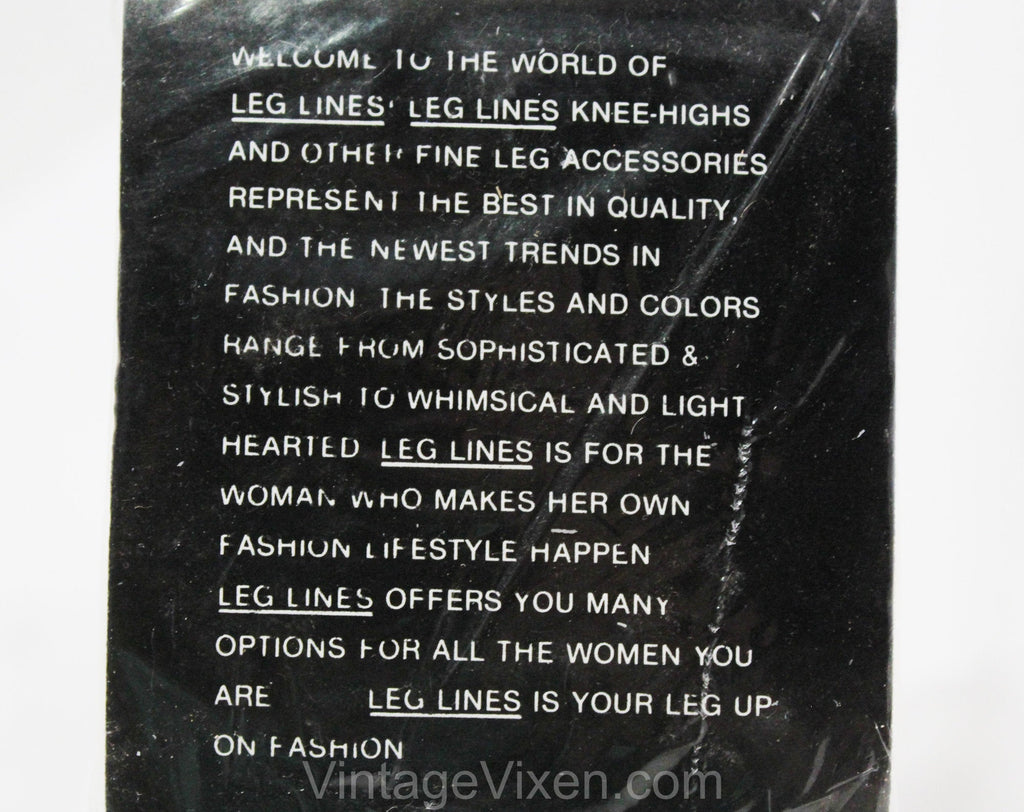 WELCOME TO THE WORLD OF
LEG LINES' LEG LINES KNEE-HIGHS
AND OTHER FINE LEG ACCESSORIES
REPRESENT THE BEST IN QUALITY,
AND THE NEWEST TRENDS IN
FASHION THE STYLES AND COLORS
RANGE FROM SOPHISTICATED &
STYLISH TO WHIMSICAL AND LIGHT
HEARTED LEG LINES IS FOR THE
WOMAN WHO MAKES HER OWN
FASHION LIFESTYLE HAPPEN
LEG LINES OFFERS YOU MANY
OPTIONS FOR ALL THE WOMEN YOU
ARE LEG LINES IS YOUR LEG UP
ON FASHION
VintageVixen.com